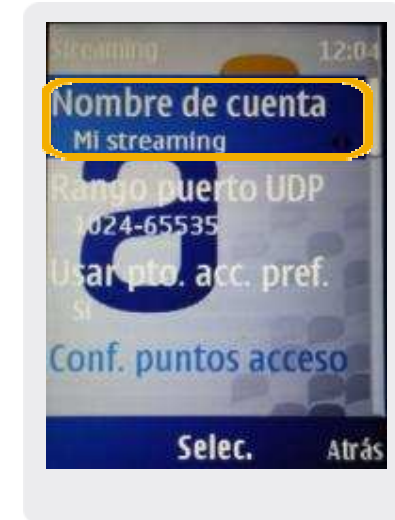 Streaming 12:04
Nombre de cuenta
Mi streaming
Rango puerto UDP
1024-65535
Usar pto. acc. pref.
Sí
Conf. puntos acceso
Selec. Atrás